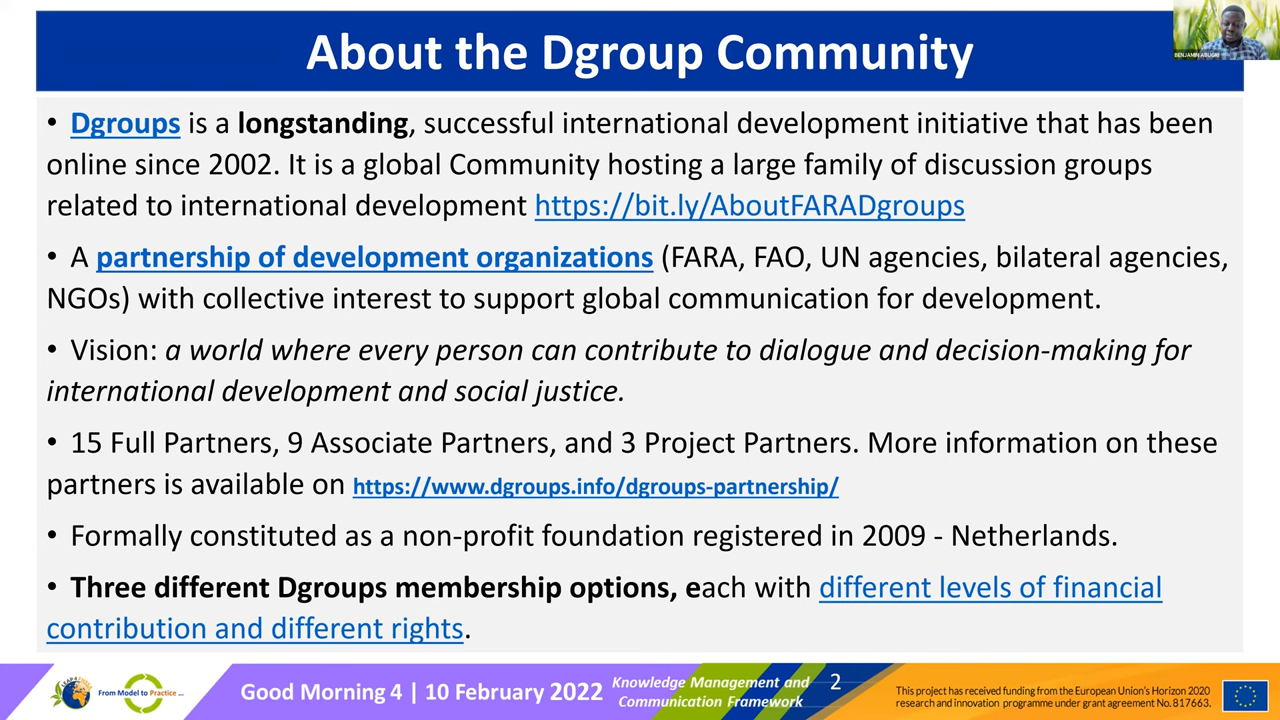 About the Dgroup Community
BENJAMIN ABUGRI
• Dgroups is a longstanding, successful international development initiative that has been
online since 2002. It is a global Community hosting a large family of discussion groups
related to international development https://bit.ly/AboutFARADgroups
• A partnership of development organizations (FARA, FAO, UN agencies, bilateral agencies,
NGOs) with collective interest to support global communication for development.
• Vision: a world where every person can contribute to dialogue and decision-making for
international development and social justice.
• 15 Full Partners, 9 Associate Partners, and 3 Project Partners. More information on these
partners is available on https://www.dgroups.info/dgroups-partnership/
• Formally constituted as a non-profit foundation registered in 2009 - Netherlands.
• Three different Dgroups membership options, each with different levels of financial
contribution and different rights.
From Model to Practice ...
Good Morning 4 | 10 February 2022
Knowledge Management and
Communication Framework
2
This project has received funding from the European Union's Horizon 2020
research and innovation programme under grant agreement No. 817663.